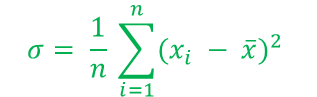 σ = 1/n ∑_{i=1}^{n} (x_i − x̄)²